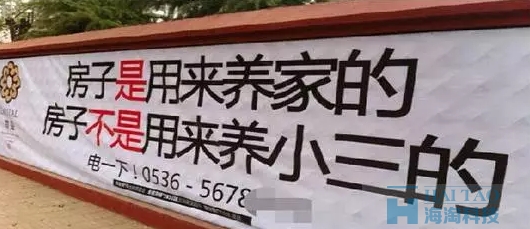 房子是用来养家的
房子不是用来养小三的
电一下！0536 - 5678
HAITAO
海淘科技